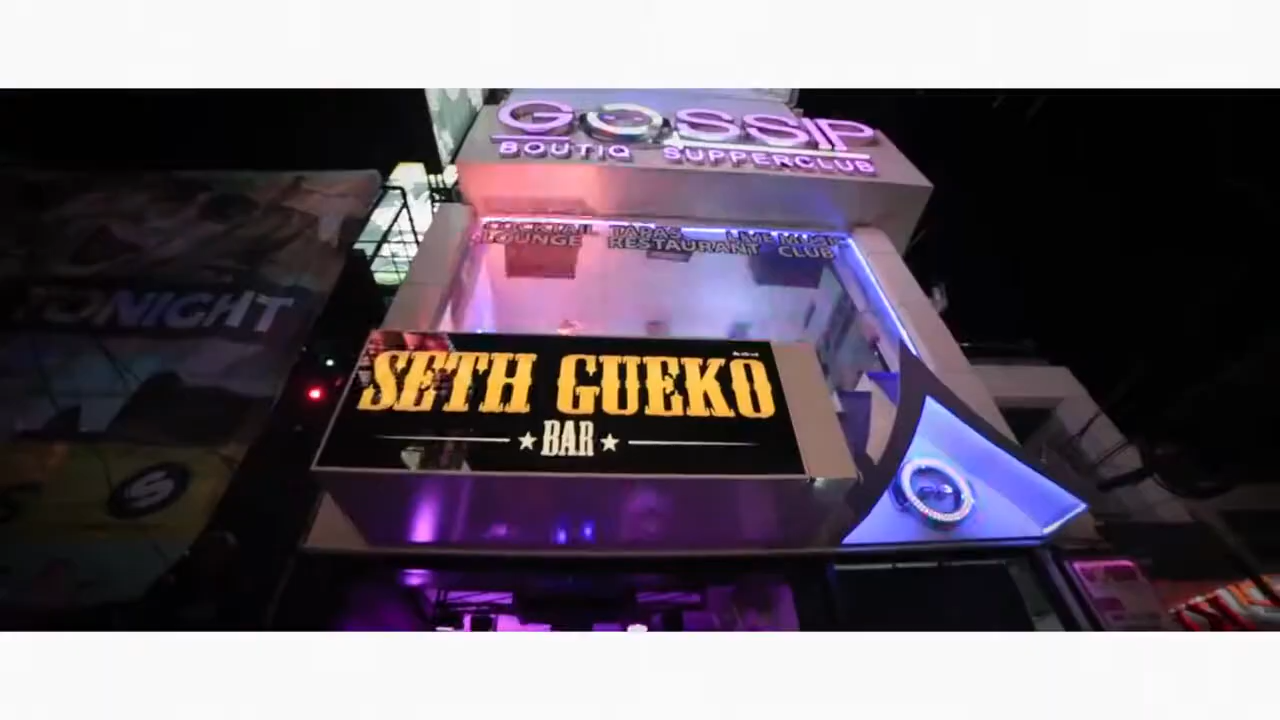 GOSSIP
BOUTIQ SUPPERCLUB
COCKTAIL LOUNGE
TAPAS RESTAURANT
LIVE MUSIC CLUB
TONIGHT
SETH GUEKO
★ BAR ★
S